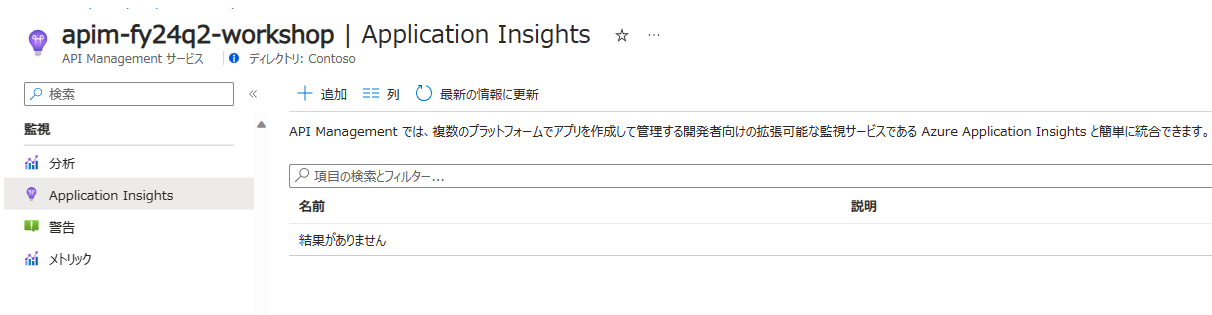 apim-fy24q2-workshop | Application Insights
API Management サービス ディレクトリ: Contoso
検索
追加 列 最新の情報に更新
監視
API Management では、複数のプラットフォームでアプリを作成して管理する開発者向けの拡張可能な監視サービスである Azure Application Insights と簡単に統合できます。
分析
項目の検索とフィルター...
Application Insights
名前 説明
警告
結果がありません
メトリック